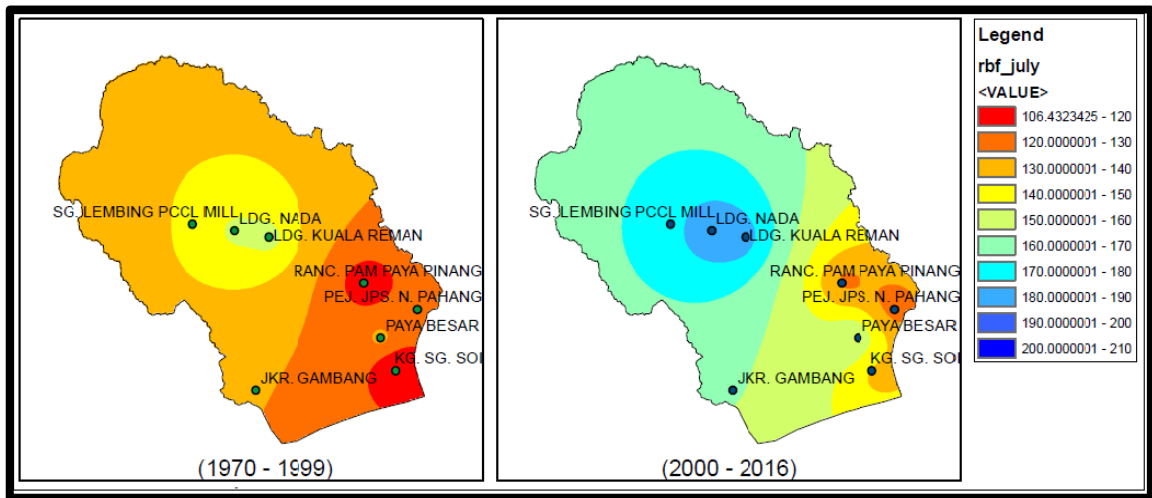 SG. LEMBING PCCL MILL
LDG. NADA
LDG. KUALA REMAN
RANC. PAM PAYA PINANG
PEJ. JPS. N. PAHANG
PAYA BESAR
KG. SG. SOI
JKR. GAMBANG
(1970 - 1999)
SG. LEMBING PCCL MILL
LDG. NADA
LDG. KUALA REMAN
RANC. PAM PAYA PINANG
PEJ. JPS. N. PAHANG
PAYA BESAR
KG. SG. SOI
JKR. GAMBANG
(2000 - 2016)
Legend
rbf_july
<VALUE>
106.4323425 - 120
120.0000001 - 130
130.0000001 - 140
140.0000001 - 150
150.0000001 - 160
160.0000001 - 170
170.0000001 - 180
180.0000001 - 190
190.0000001 - 200
200.0000001 - 210